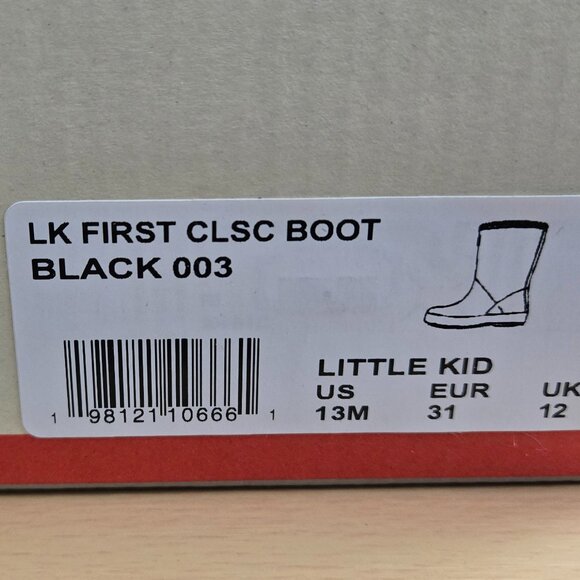 LK FIRST CLSC BOOT
BLACK 003
1 98121 10666 1
LITTLE KID
US EUR UK
13M 31 12